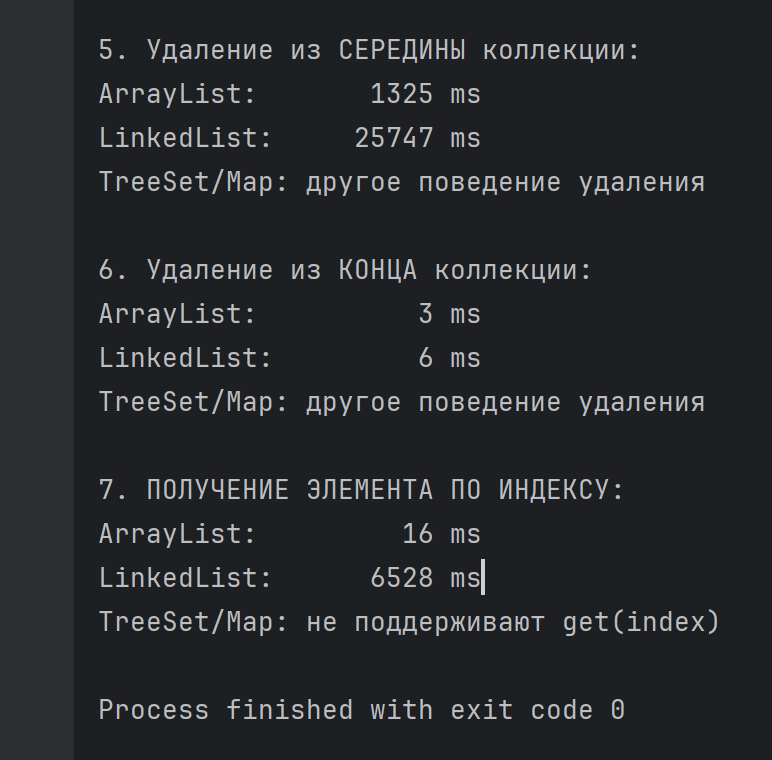 5. Удаление из СЕРЕДИНЫ коллекции:
ArrayList:       1325 ms
LinkedList:     25747 ms
TreeSet/Map: другое поведение удаления
6. Удаление из КОНЦА коллекции:
ArrayList:          3 ms
LinkedList:         6 ms
TreeSet/Map: другое поведение удаления
7. ПОЛУЧЕНИЕ ЭЛЕМЕНТА ПО ИНДЕКСУ:
ArrayList:         16 ms
LinkedList:      6528 ms
TreeSet/Map: не поддерживают get(index)
Process finished with exit code 0